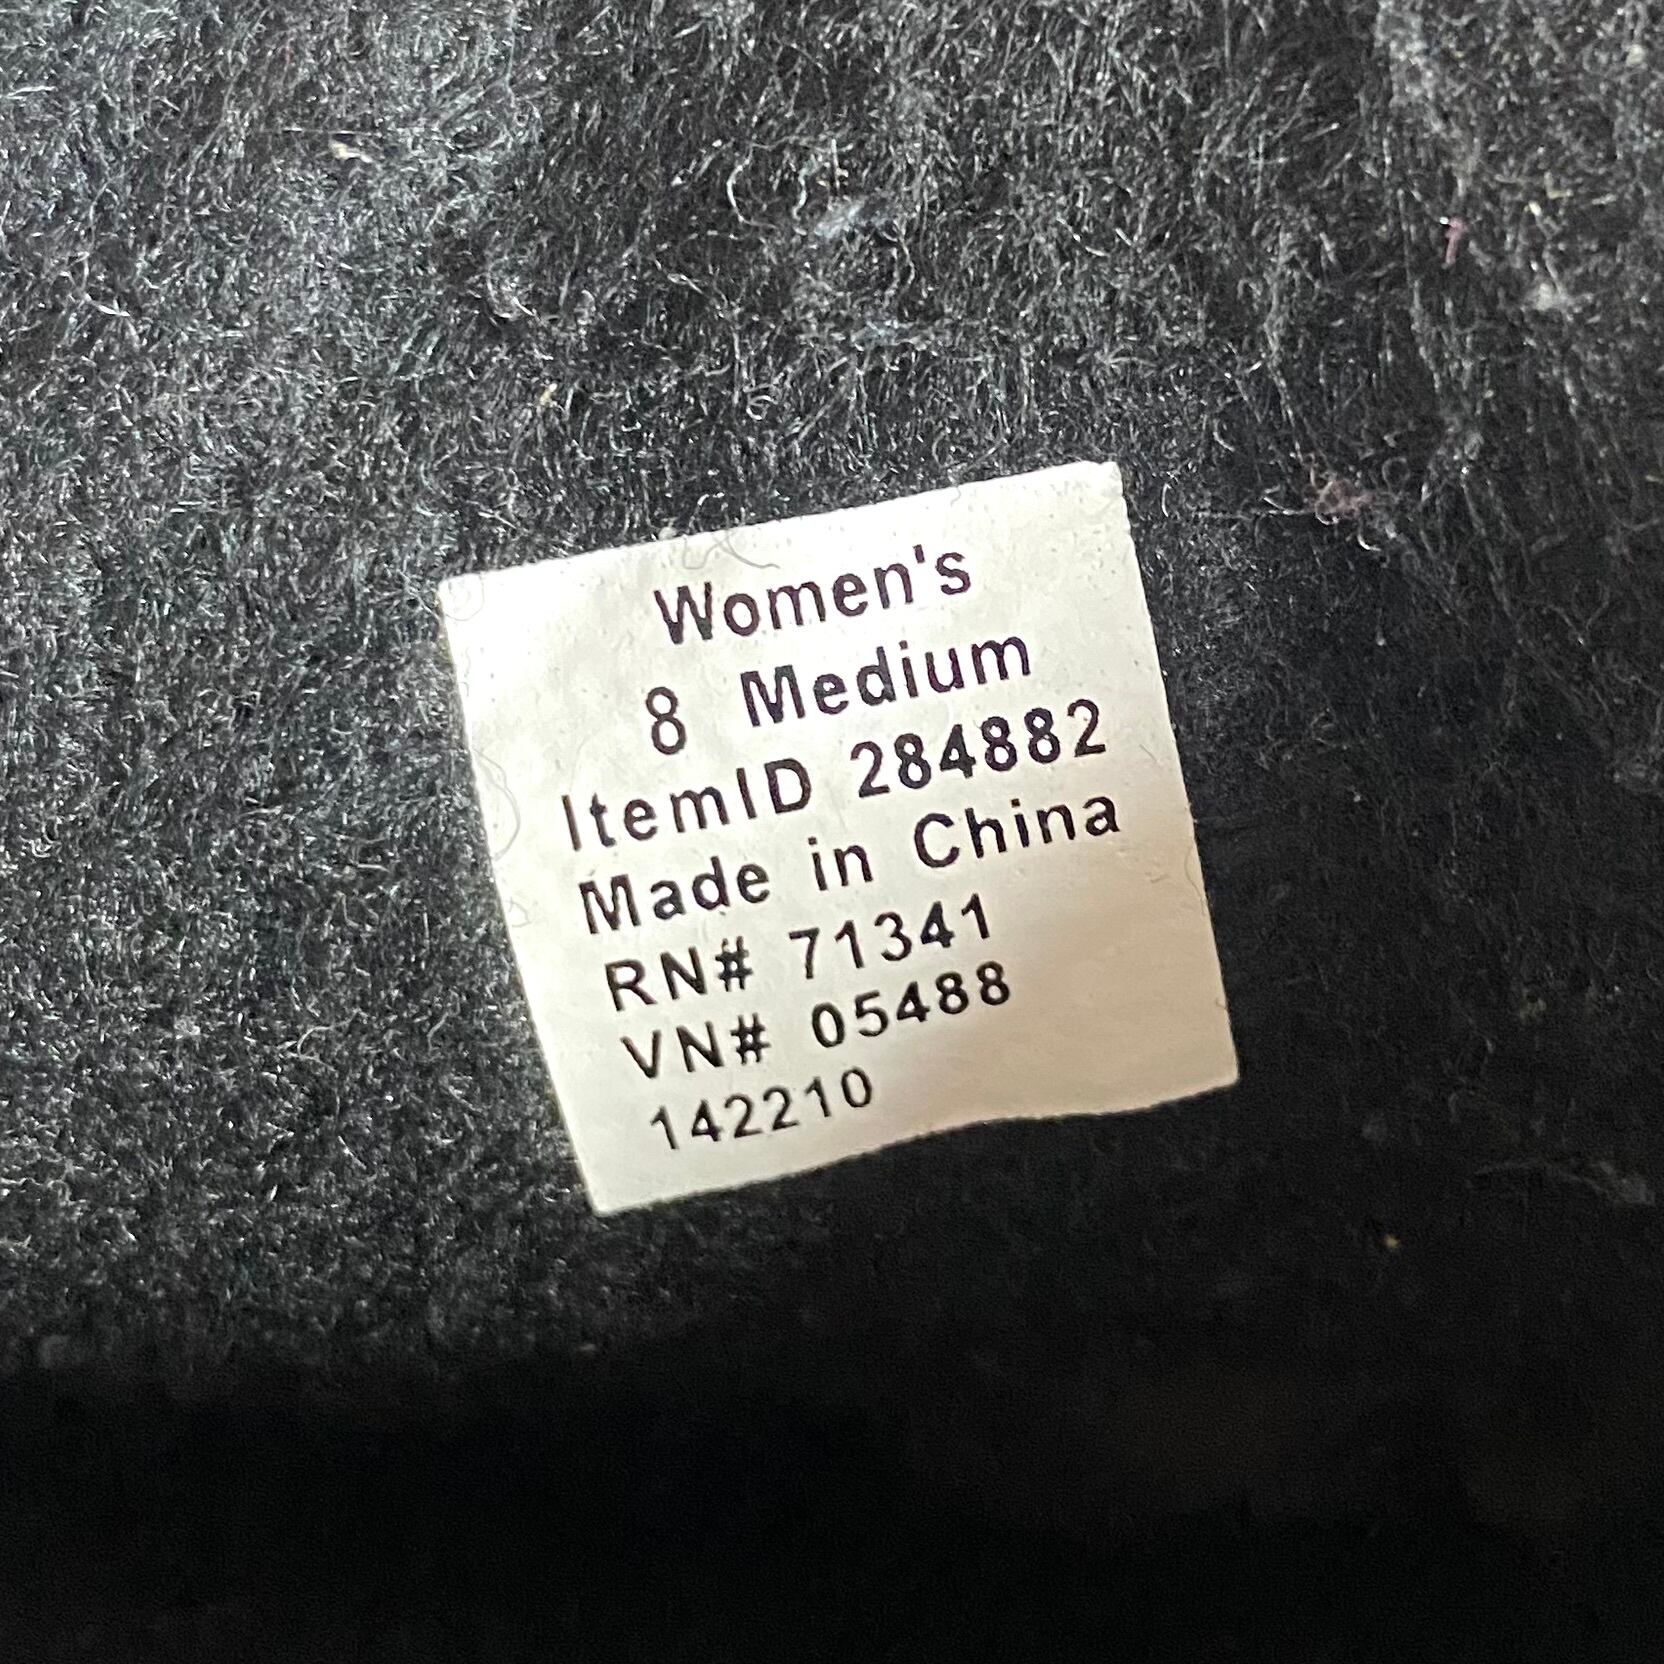 Women's
8 Medium
ItemID 284882
Made in China
RN# 71341
VN# 05488
142210